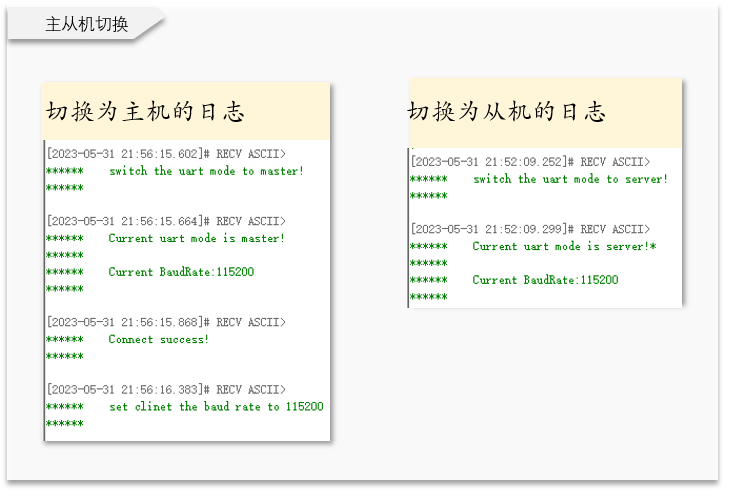 主从机切换
切换为主机的日志
[2023-05-31 21:56:15.602]# RECV ASCII>
****** switch the uart mode to master!
******
[2023-05-31 21:56:15.664]# RECV ASCII>
****** Current uart mode is master!
******
****** Current BaudRate:115200
******
[2023-05-31 21:56:15.868]# RECV ASCII>
****** Connect success!
******
[2023-05-31 21:56:16.383]# RECV ASCII>
****** set clinet the baud rate to 115200
******
切换为从机的日志
[2023-05-31 21:52:09.252]# RECV ASCII>
****** switch the uart mode to server!
******
[2023-05-31 21:52:09.299]# RECV ASCII>
****** Current uart mode is server!*
******
****** Current BaudRate:115200
******